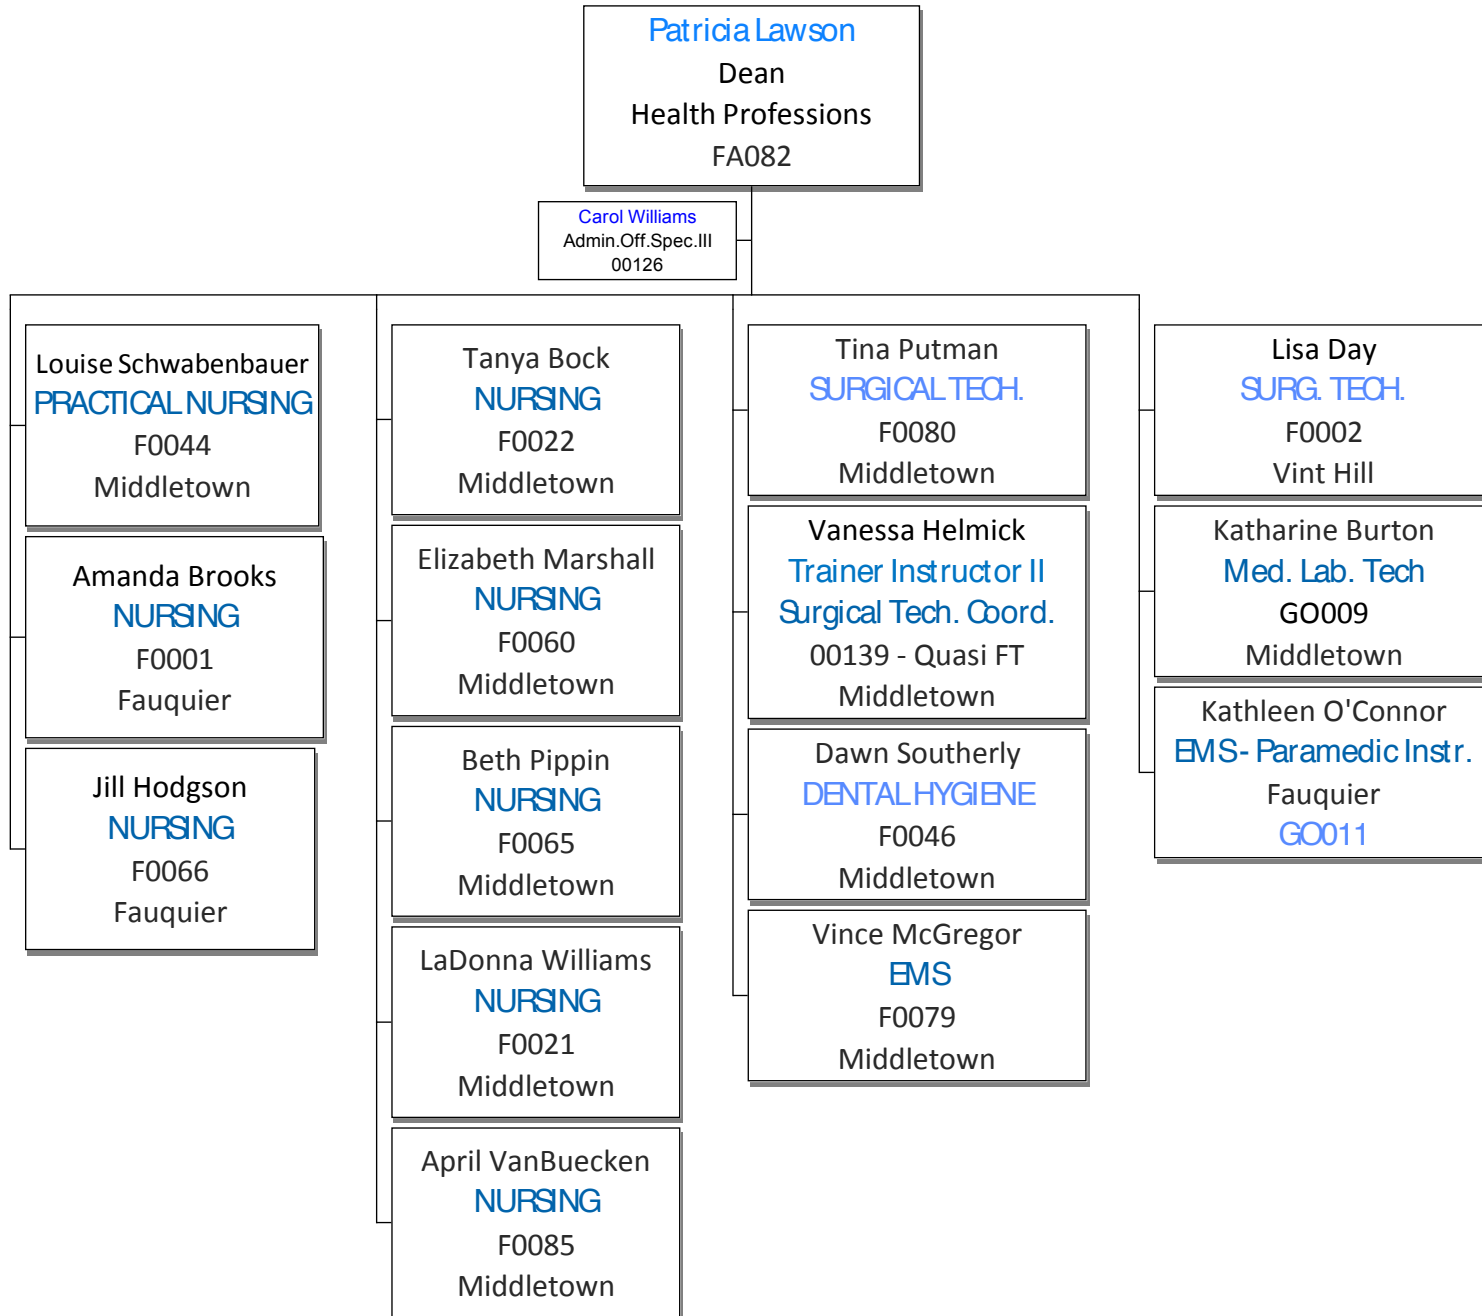 Patricia Lawson
Dean
Health Professions
FA082
Carol Williams
Admin.Off.Spec.III
00126
Louise Schwabenbauer
PRACTICAL NURSING
F0044
Middletown
Amanda Brooks
NURSING
F0001
Fauquier
Jill Hodgson
NURSING
F0066
Fauquier
Tanya Bock
NURSING
F0022
Middletown
Elizabeth Marshall
NURSING
F0060
Middletown
Beth Pippin
NURSING
F0065
Middletown
LaDonna Williams
NURSING
F0021
Middletown
April VanBuecken
NURSING
F0085
Middletown
Tina Putman
SURGICAL TECH.
F0080
Middletown
Vanessa Helmick
Trainer Instructor II
Surgical Tech. Coord.
00139 - Quasi FT
Middletown
Dawn Southerly
DENTAL HYGIENE
F0046
Middletown
Vince McGregor
EMS
F0079
Middletown
Lisa Day
SURG. TECH.
F0002
Vint Hill
Katharine Burton
Med. Lab. Tech
GO009
Middletown
Kathleen O'Connor
EMS - Paramedic Instr.
Fauquier
GO011